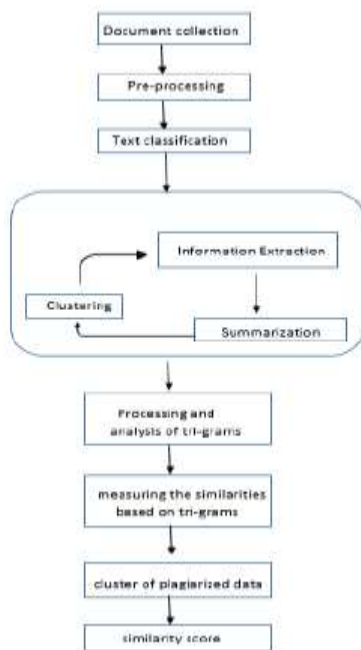 Document collection
Pre-processing
Text classification
Information Extraction
Clustering
Summarization
Processing and
analysis of tri-grams
measuring the similarities
based on tri-grams
cluster of plagiarized data
similarity score